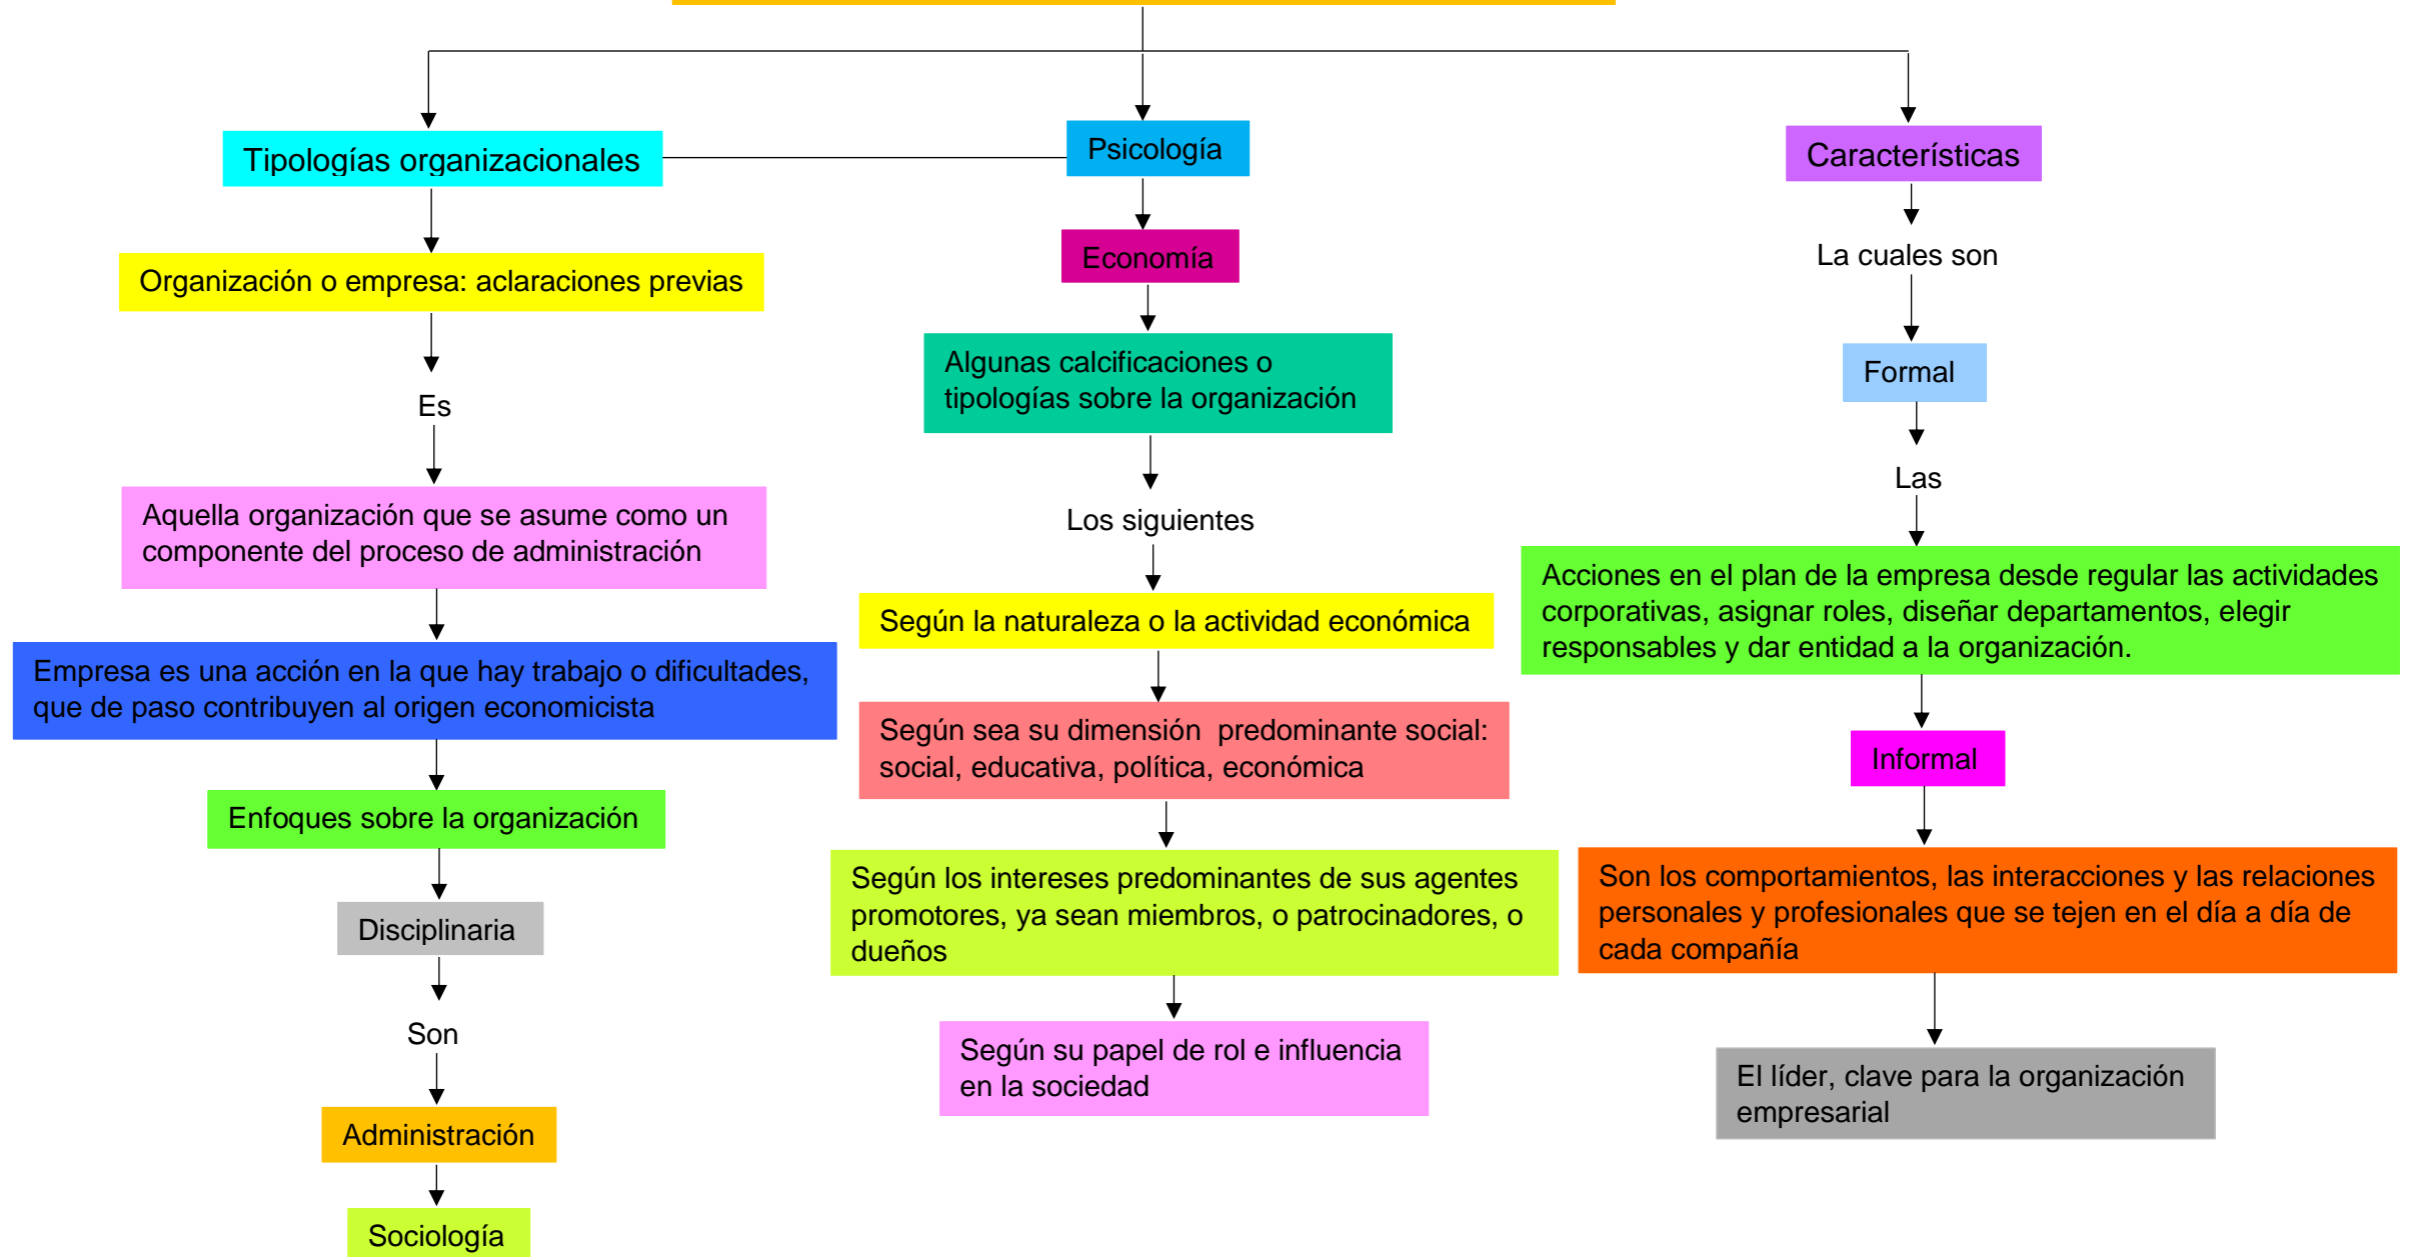 Tipologías organizacionales
Organización o empresa: aclaraciones previas
Es
Aquella organización que se asume como un
componente del proceso de administración
Empresa es una acción en la que hay trabajo o dificultades,
que de paso contribuyen al origen economicista
Enfoques sobre la organización
Disciplinaria
Son
Administración
Sociología
Psicología
Economía
Algunas calcificaciones o
tipologías sobre la organización
Los siguientes
Según la naturaleza o la actividad económica
Según sea su dimensión  predominante social:
social, educativa, política, económica
Según los intereses predominantes de sus agentes
promotores, ya sean miembros, o patrocinadores, o
dueños
Según su papel de rol e influencia
en la sociedad
Características
La cuales son
Formal
Las
Acciones en el plan de la empresa desde regular las actividades
corporativas, asignar roles, diseñar departamentos, elegir
responsables y dar entidad a la organización.
Informal
Son los comportamientos, las interacciones y las relaciones
personales y profesionales que se tejen en el día a día de
cada compañía
El líder, clave para la organización
empresarial